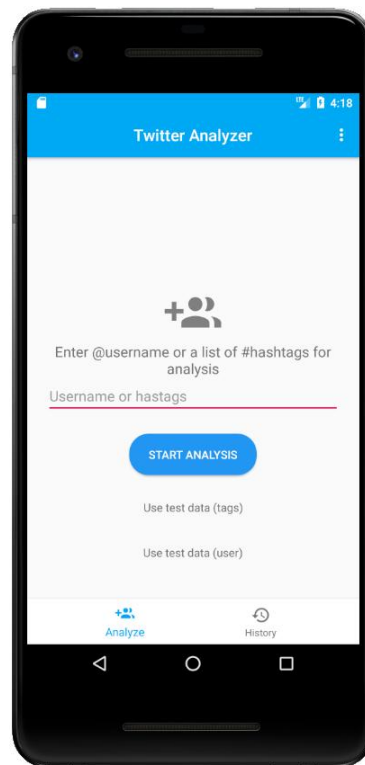 LTE 4:18
Twitter Analyzer
Enter @username or a list of #hashtags for
analysis
Username or hastags
START ANALYSIS
Use test data (tags)
Use test data (user)
Analyze
History